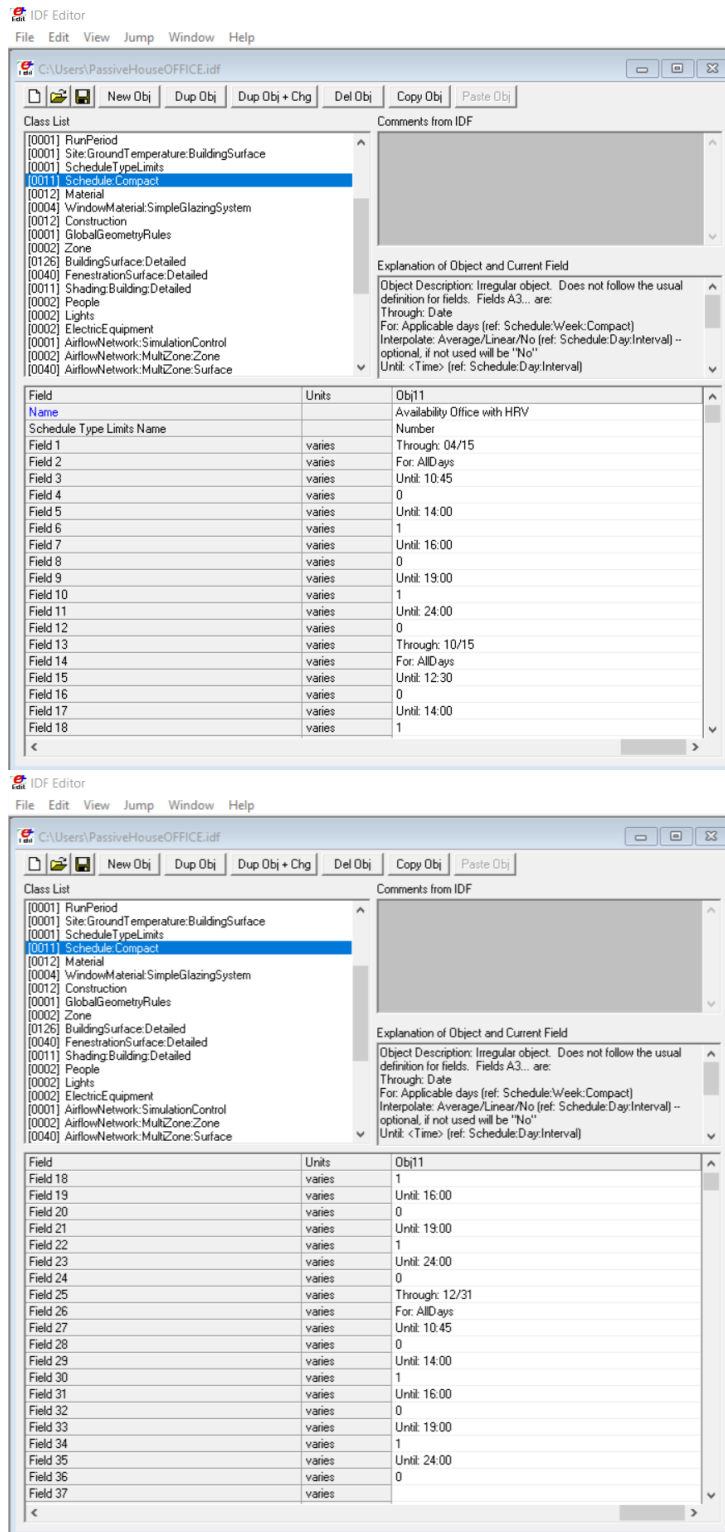 IDF Editor
File Edit View Jump Window Help
C:\Users\PassiveHouseOFFICE.idf
New Obj Dup Obj Dup Obj + Chg Del Obj Copy Obj Paste Obj
Class List
[0001] RunPeriod
[0001] Site:GroundTemperature:BuildingSurface
[0001] ScheduleTypeLimits
[0011] Schedule:Compact
[0012] Material
[0004] WindowMaterial:SimpleGlazingSystem
[0012] Construction
[0001] GlobalGeometryRules
[0002] Zone
[0126] BuildingSurface:Detailed
[0040] FenestrationSurface:Detailed
[0011] Shading:Building:Detailed
[0002] People
[0002] Lights
[0002] ElectricEquipment
[0001] AirflowNetwork:SimulationControl
[0002] AirflowNetwork:MultiZone:Zone
[0040] AirflowNetwork:MultiZone:Surface
Comments from IDF
Explanation of Object and Current Field
Object Description: Irregular object. Does not follow the usual
definition for fields. Fields A3... are:
Through: Date
For: Applicable days (ref: Schedule:Week:Compact)
Interpolate: Average/Linear/No (ref: Schedule:Day:Interval) --
optional, if not used will be "No"
Until: <Time> (ref: Schedule:Day:Interval)
Field Units Obj11
Name Availability Office with HRV
Schedule Type Limits Name Number
Field 1 varies Through: 04/15
Field 2 varies For: AllDays
Field 3 varies Until: 10:45
Field 4 varies 0
Field 5 varies Until: 14:00
Field 6 varies 1
Field 7 varies Until: 16:00
Field 8 varies 0
Field 9 varies Until: 19:00
Field 10 varies 1
Field 11 varies Until: 24:00
Field 12 varies 0
Field 13 varies Through: 10/15
Field 14 varies For: AllDays
Field 15 varies Until: 12:30
Field 16 varies 0
Field 17 varies Until: 14:00
Field 18 varies 1
IDF Editor
File Edit View Jump Window Help
C:\Users\PassiveHouseOFFICE.idf
New Obj Dup Obj Dup Obj + Chg Del Obj Copy Obj Paste Obj
Class List
[0001] RunPeriod
[0001] Site:GroundTemperature:BuildingSurface
[0001] ScheduleTypeLimits
[0011] Schedule:Compact
[0012] Material
[0004] WindowMaterial:SimpleGlazingSystem
[0012] Construction
[0001] GlobalGeometryRules
[0002] Zone
[0126] BuildingSurface:Detailed
[0040] FenestrationSurface:Detailed
[0011] Shading:Building:Detailed
[0002] People
[0002] Lights
[0002] ElectricEquipment
[0001] AirflowNetwork:SimulationControl
[0002] AirflowNetwork:MultiZone:Zone
[0040] AirflowNetwork:MultiZone:Surface
Comments from IDF
Explanation of Object and Current Field
Object Description: Irregular object. Does not follow the usual
definition for fields. Fields A3... are:
Through: Date
For: Applicable days (ref: Schedule:Week:Compact)
Interpolate: Average/Linear/No (ref: Schedule:Day:Interval) --
optional, if not used will be "No"
Until: <Time> (ref: Schedule:Day:Interval)
Field Units Obj11
Field 18 varies 1
Field 19 varies Until: 16:00
Field 20 varies 0
Field 21 varies Until: 19:00
Field 22 varies 1
Field 23 varies Until: 24:00
Field 24 varies 0
Field 25 varies Through: 12/31
Field 26 varies For: AllDays
Field 27 varies Until: 10:45
Field 28 varies 0
Field 29 varies Until: 14:00
Field 30 varies 1
Field 31 varies Until: 16:00
Field 32 varies 0
Field 33 varies Until: 19:00
Field 34 varies 1
Field 35 varies Until: 24:00
Field 36 varies 0
Field 37 varies